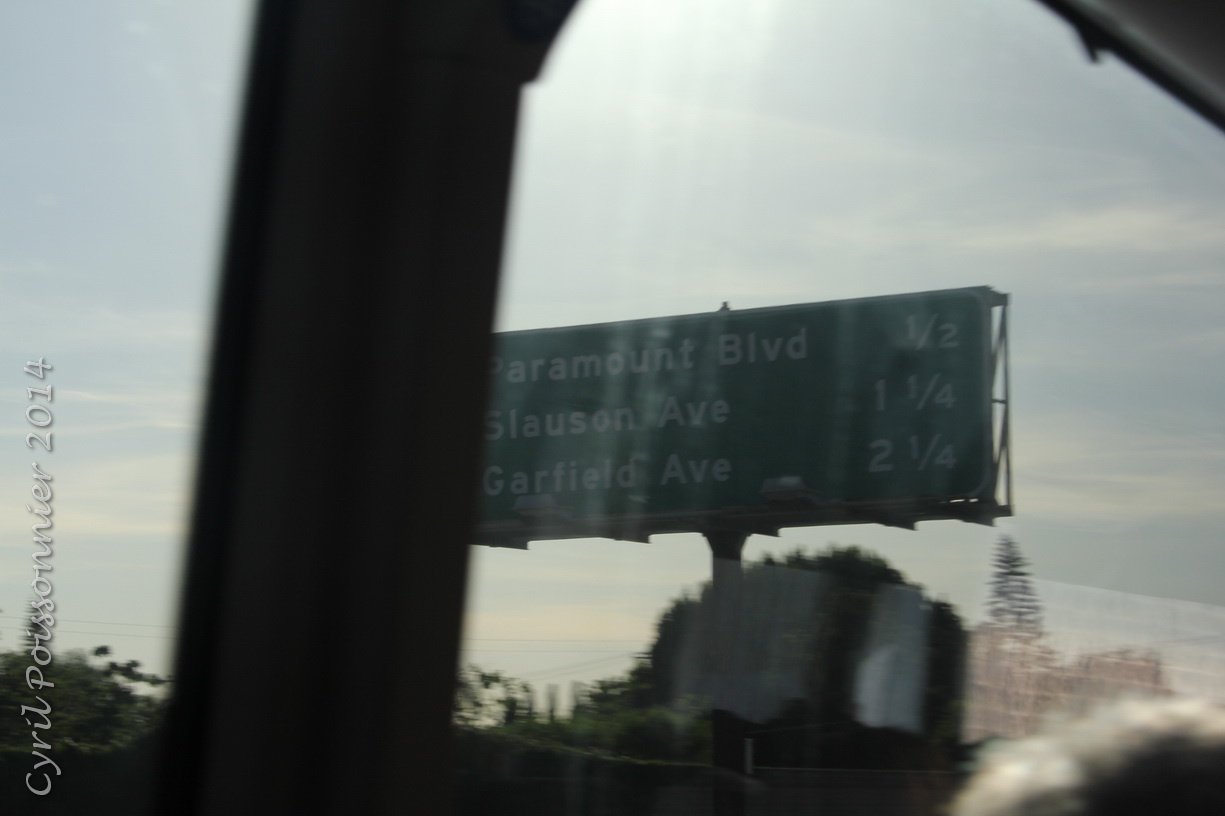 Paramount Blvd 1/2
Slauson Ave 1 1/4
Garfield Ave 2 1/4
Cyril Poissonnier 2014